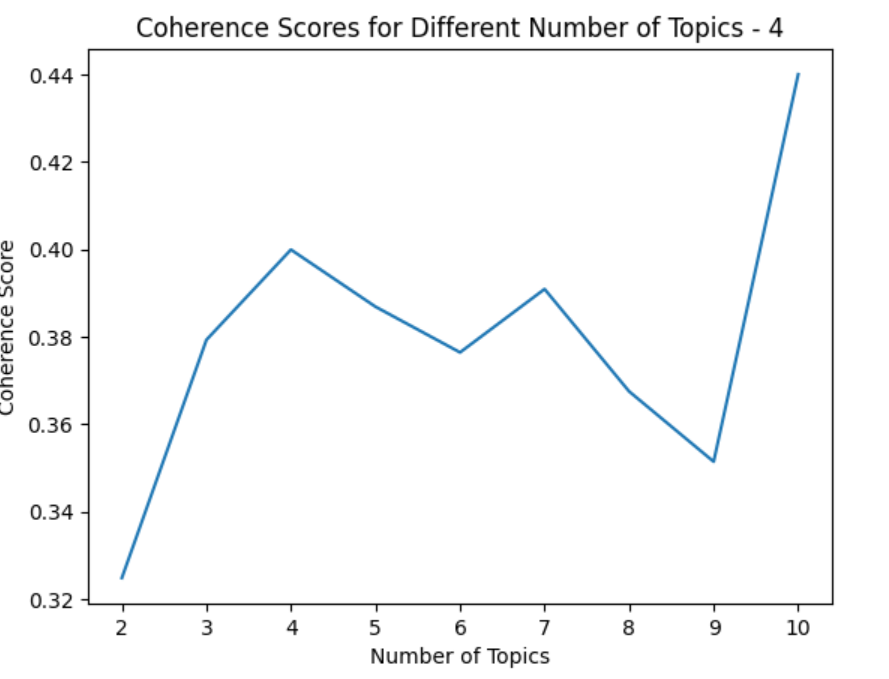 Coherence Scores for Different Number of Topics - 4
Coherence Score
0.44
0.42
0.40
0.38
0.36
0.34
0.32
2 3 4 5 6 7 8 9 10
Number of Topics